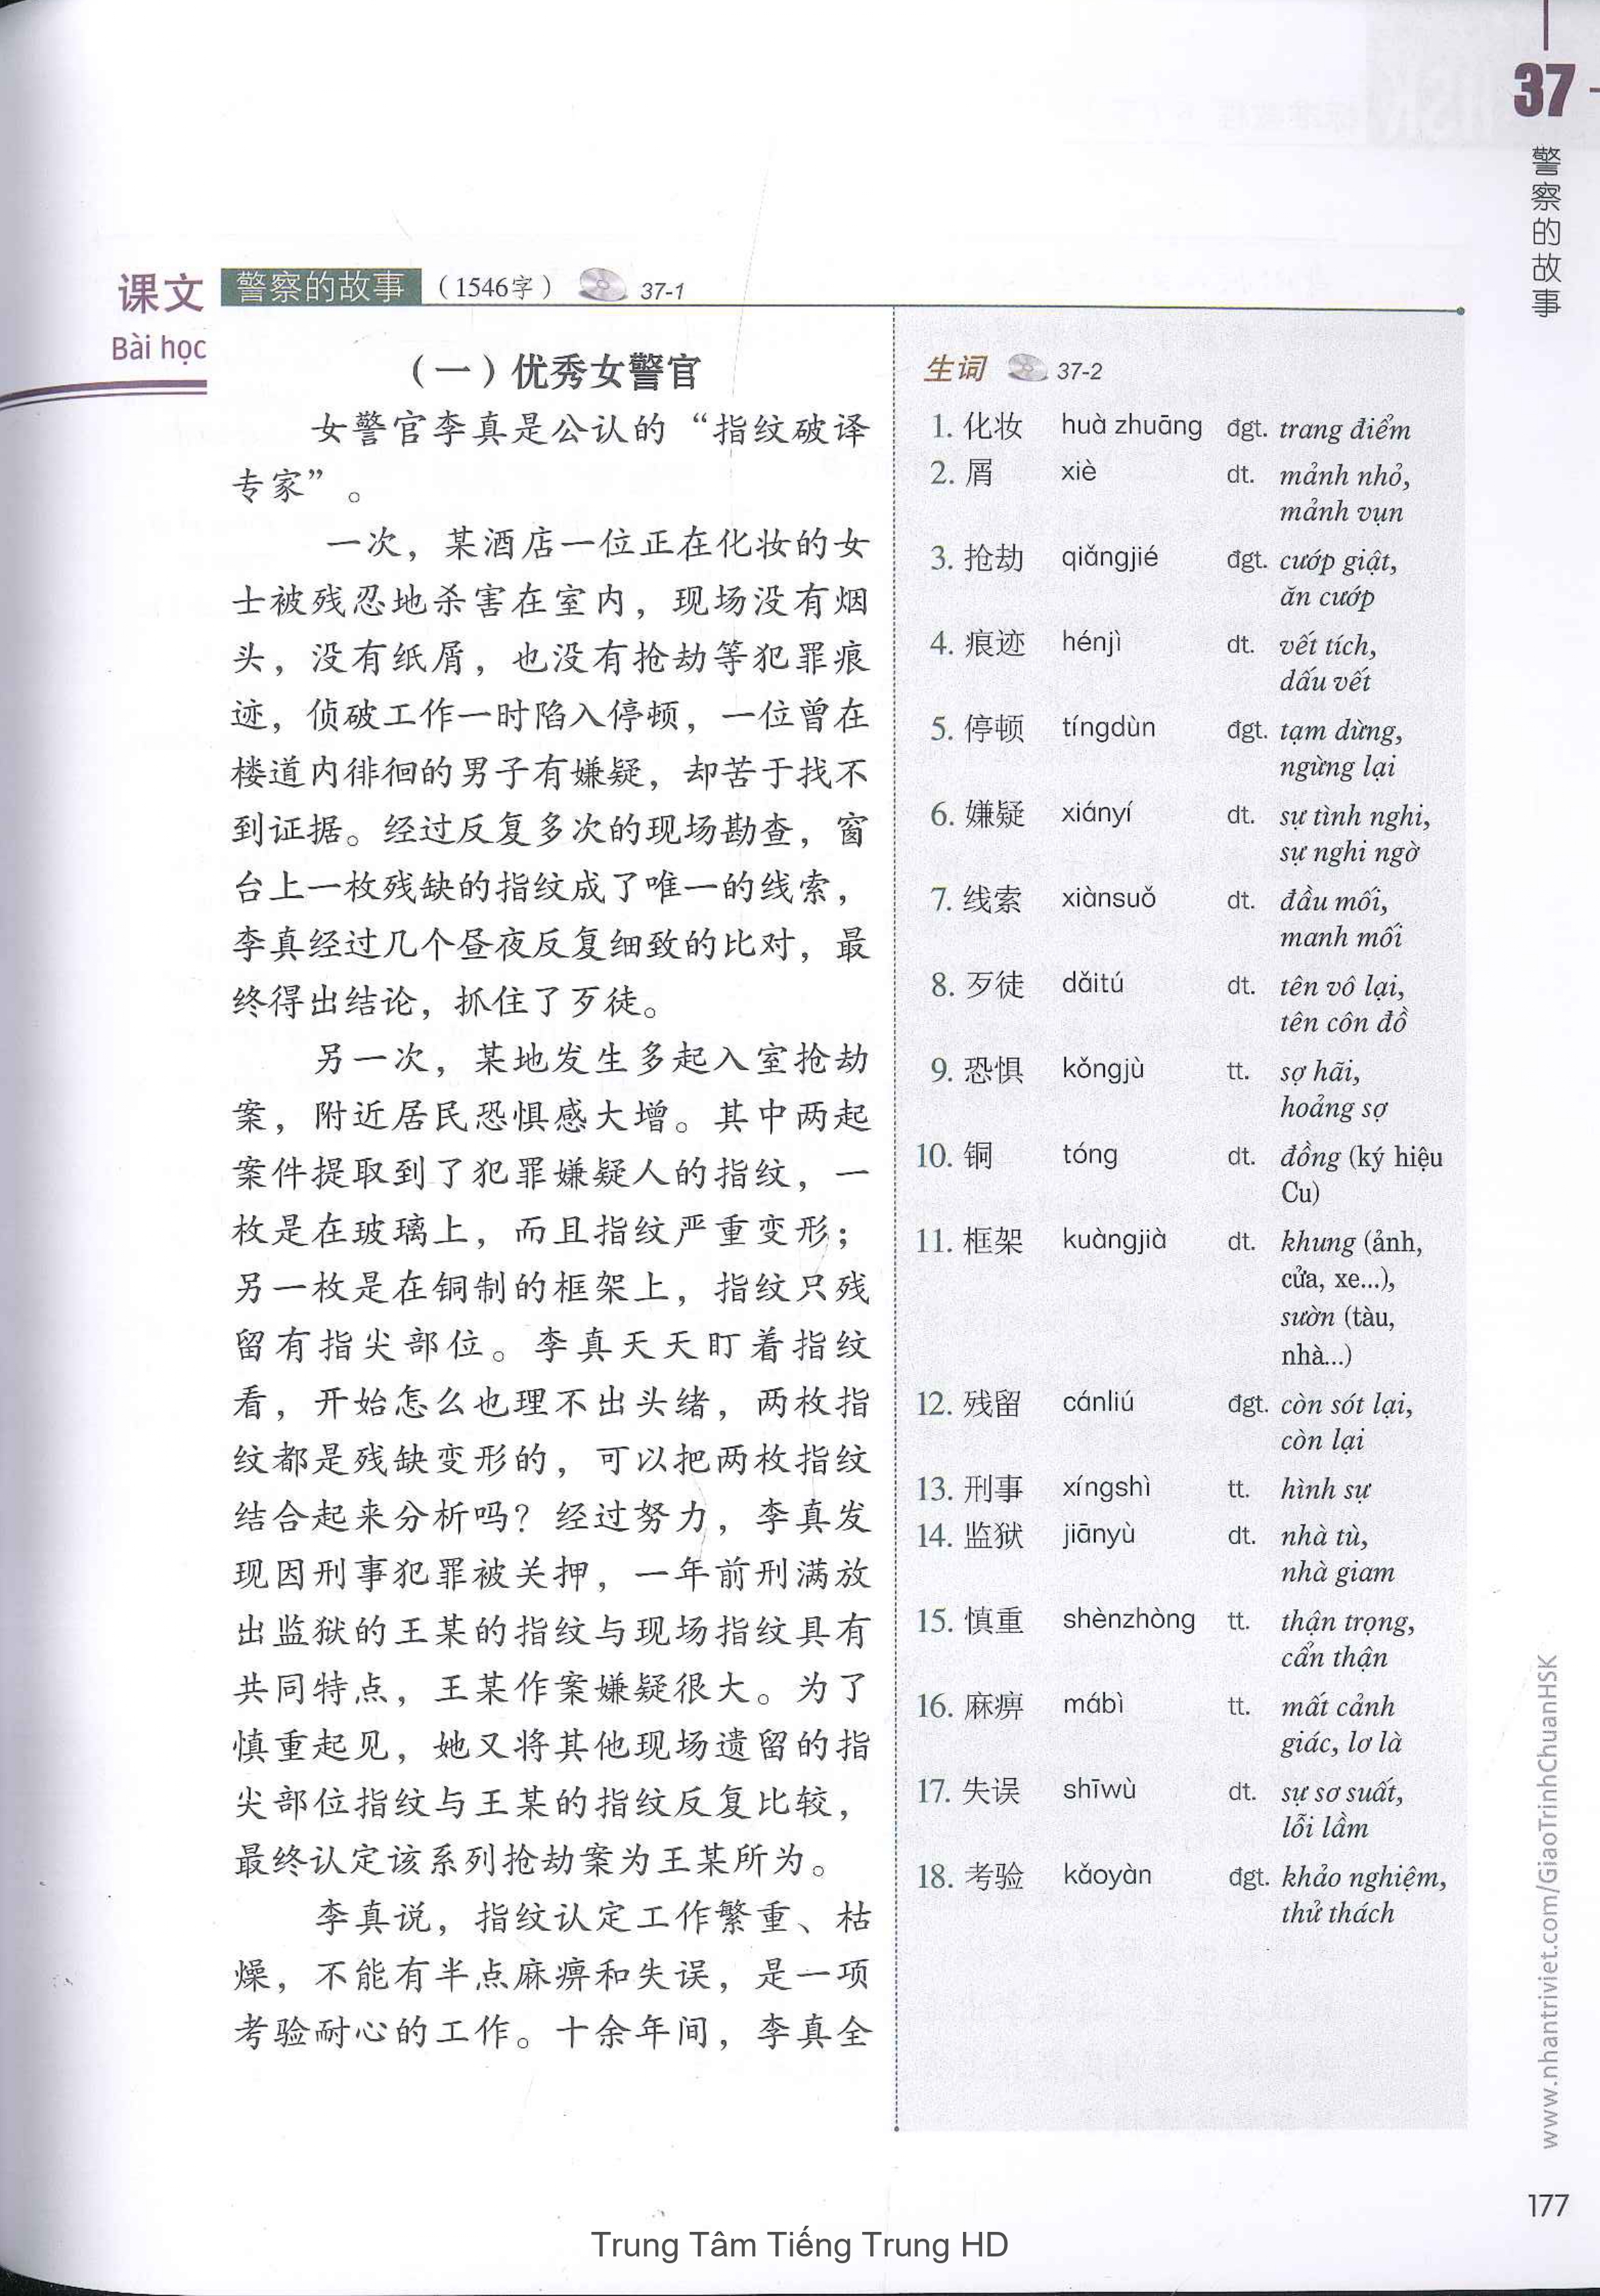 37
警察的故事
课文 警察的故事 （1546字） 37-1
Bài học
（一）优秀女警官
女警官李真是公认的“指纹破译
专家”。
一次，某酒店一位正在化妆的女
士被残忍地杀害在室内，现场没有烟
头，没有纸屑，也没有抢劫等犯罪痕
迹，侦破工作一时陷入停顿，一位曾在
楼道内徘徊的男子有嫌疑，却苦于找不
到证据。经过反复多次的现场勘查，窗
台上一枚残缺的指纹成了唯一的线索，
李真经过几个昼夜反复细致的比对，最
终得出结论，抓住了歹徒。
另一次，某地发生多起入室抢劫
案，附近居民恐惧感大增。其中两起
案件提取到了犯罪嫌疑人的指纹，一
枚是在玻璃上，而且指纹严重变形；
另一枚是在铜制的框架上，指纹只残
留有指尖部位。李真天天盯着指纹
看，开始怎么也理不出头绪，两枚指
纹都是残缺变形的，可以把两枚指纹
结合起来分析吗？经过努力，李真发
现因刑事犯罪被关押，一年前刑满放
出监狱的王某的指纹与现场指纹具有
共同特点，王某作案嫌疑很大。为了
慎重起见，她又将其他现场遗留的指
尖部位指纹与王某的指纹反复比较，
最终认定该系列抢劫案为王某所为。
李真说，指纹认定工作繁重、枯
燥，不能有半点麻痹和失误，是一项
考验耐心的工作。十余年间，李真全
生词 37-2
1. 化妆 huà zhuāng đgt. trang điểm
2. 屑 xiè dt. mảnh nhỏ,
mảnh vụn
3. 抢劫 qiǎngjié đgt. cướp giật,
ăn cướp
4. 痕迹 hénjì dt. vết tích,
dấu vết
5. 停顿 tíngdùn đgt. tạm dừng,
ngừng lại
6. 嫌疑 xiányí dt. sự tình nghi,
sự nghi ngờ
7. 线索 xiànsuǒ dt. đầu mối,
manh mối
8. 歹徒 dǎitú dt. tên vô lại,
tên côn đồ
9. 恐惧 kǒngjù tt. sợ hãi,
hoảng sợ
10. 铜 tóng dt. đồng (ký hiệu
Cu)
11. 框架 kuàngjià dt. khung (ảnh,
cửa, xe...),
sườn (tàu,
nhà...)
12. 残留 cánliú đgt. còn sót lại,
còn lại
13. 刑事 xíngshì tt. hình sự
14. 监狱 jiānyù dt. nhà tù,
nhà giam
15. 慎重 shènzhòng tt. thận trọng,
cẩn thận
16. 麻痹 mábì tt. mất cảnh
giác, lơ là
17. 失误 shīwù dt. sự sơ suất,
lỗi lầm
18. 考验 kǎoyàn đgt. khảo nghiệm,
thử thách
www.nhantriviet.com/GiaoTrinhChuanHSK
177
Trung Tâm Tiếng Trung HD